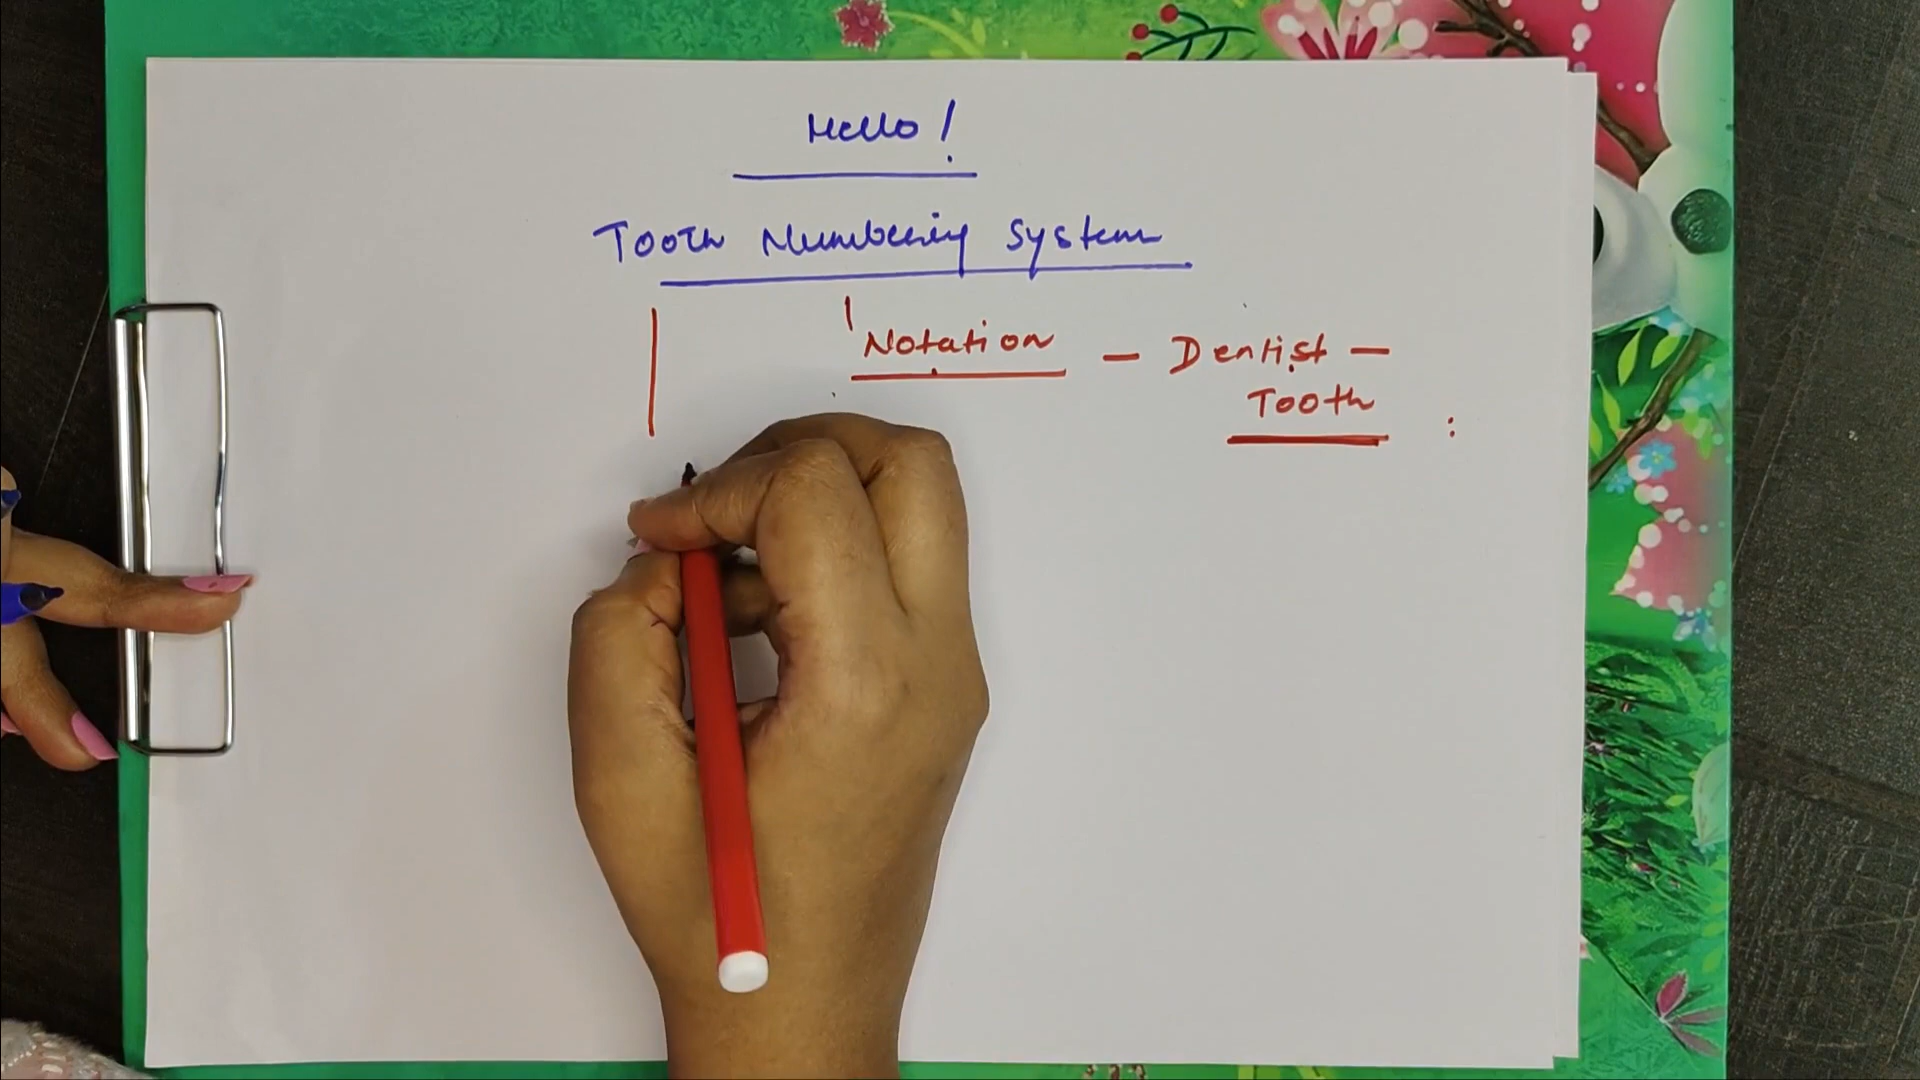 Hello!
Tooth Numbering System
Notation - Dentist -
Tooth :